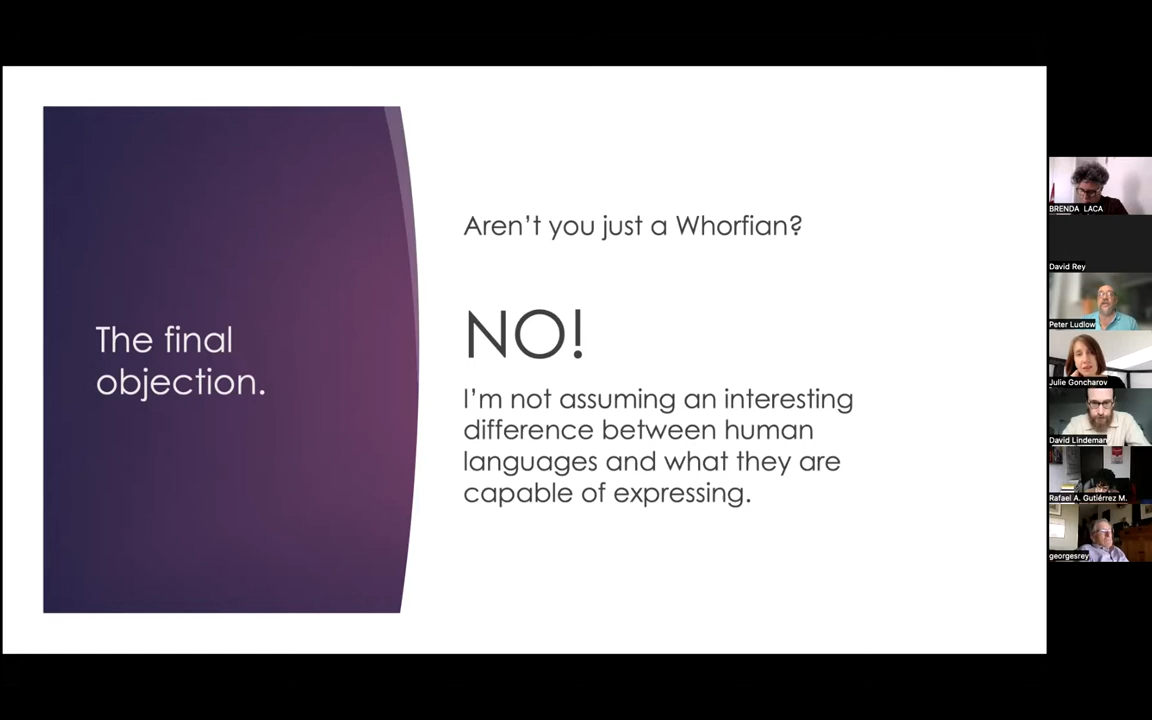 The final
objection.
Aren't you just a Whorfian?
NO!
I'm not assuming an interesting
difference between human
languages and what they are
capable of expressing.
BRENDA LACA
David Rey
Peter Ludlow
Julie Goncharov
David Lindeman
Rafael A. Gutiérrez M.
georgesrey